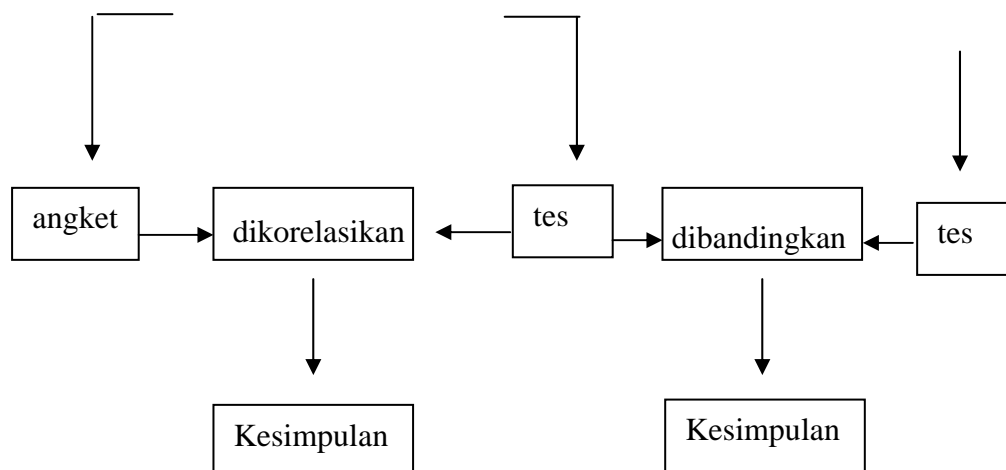 angket
dikorelasikan
tes
dibandingkan
tes
Kesimpulan
Kesimpulan